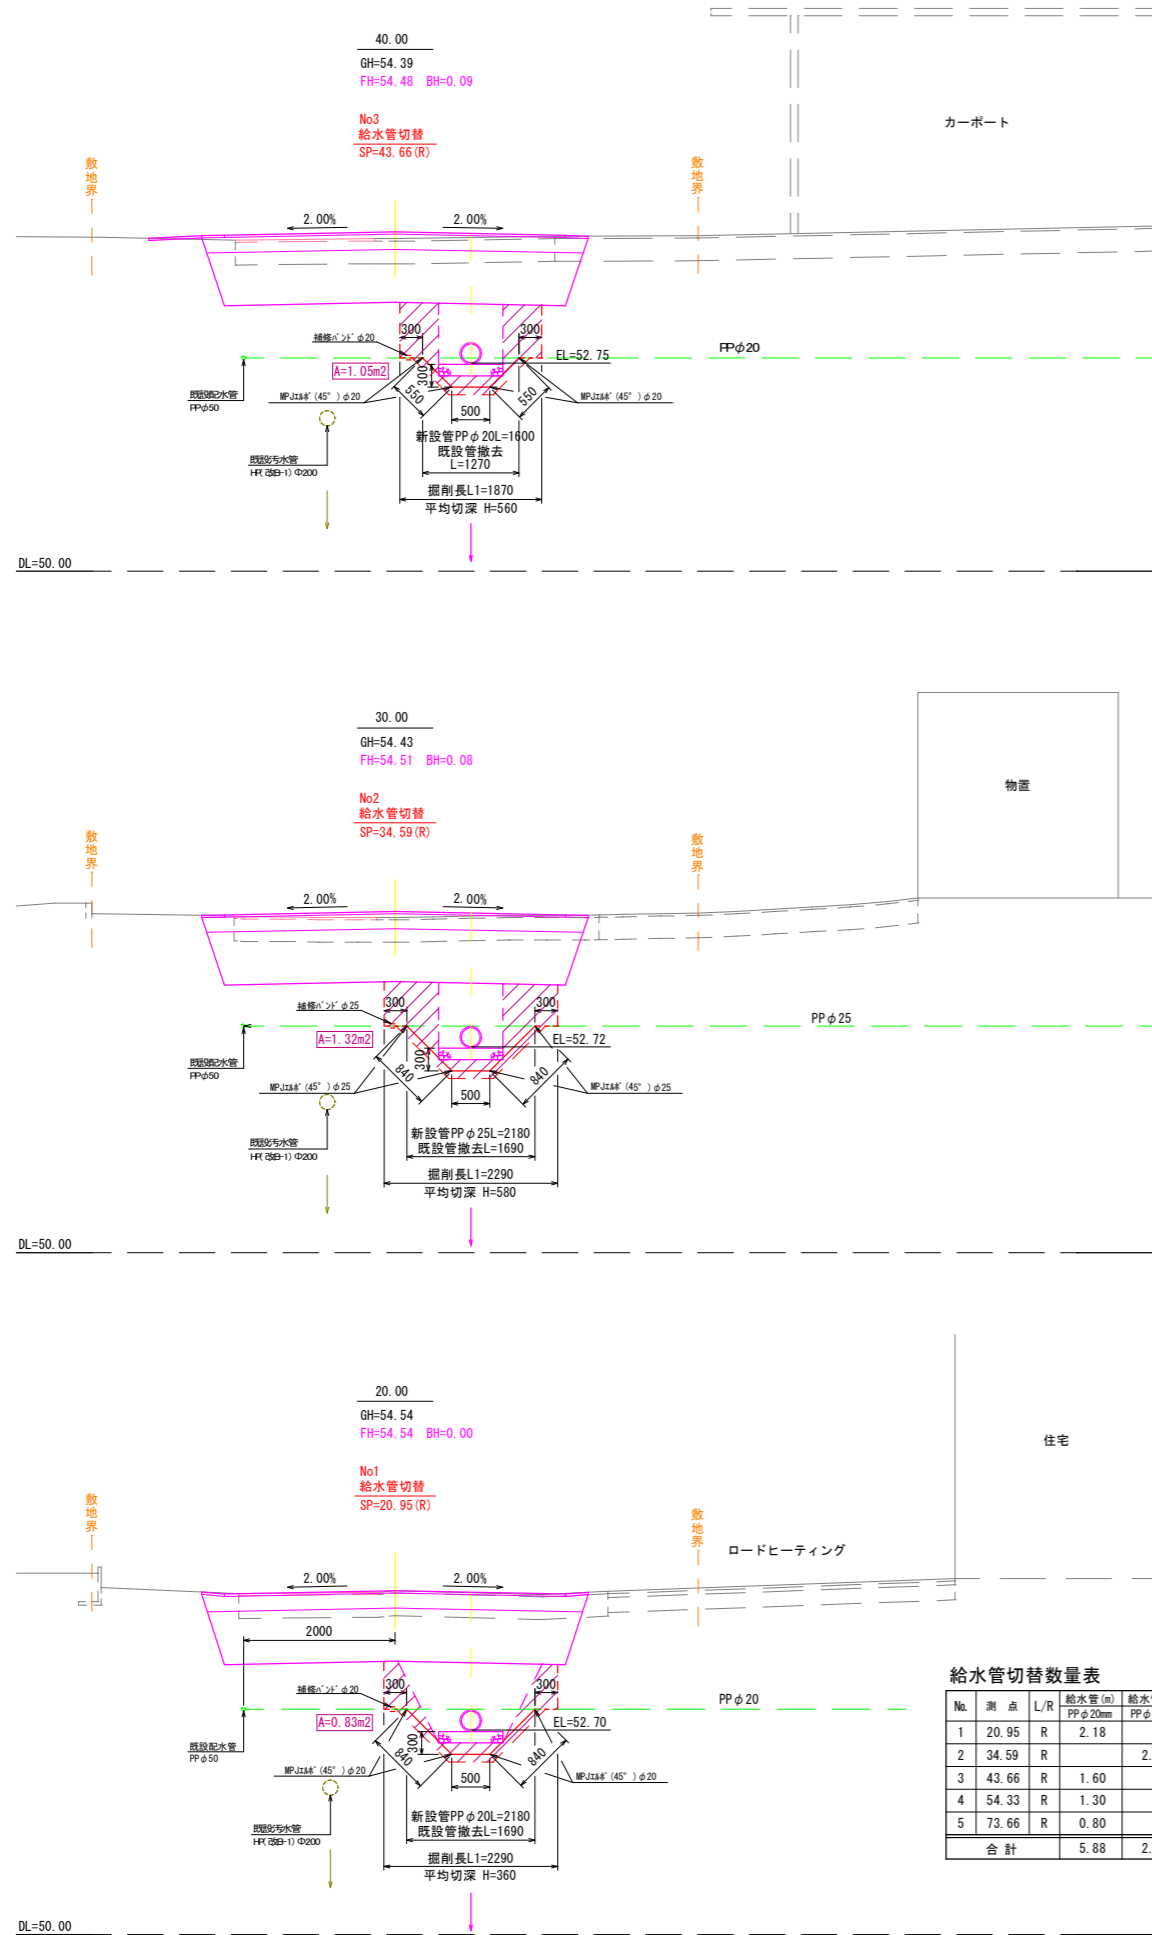 40.00
GH=54.39
FH=54.48 BH=0.09
No3
給水管切替
SP=43.66(R)
カーポート
敷地界
敷地界
2.00%
2.00%
300
300
補修バンド φ20
PPφ20
EL=52.75
A=1.05m2
300
既設配水管
PPφ50
550
550
MPJエルボ(45°)φ20
MPJエルボ(45°)φ20
500
新設管PPφ20L=1600
既設管撤去
L=1270
既設汚水管
掘削長L1=1870
平均切深 H=560
DL=50.00
30.00
GH=54.43
FH=54.51 BH=0.08
No2
給水管切替
SP=34.59(R)
物置
敷地界
敷地界
2.00%
2.00%
300
300
補修バンド φ25
PPφ25
A=1.32m2
EL=52.72
300
既設配水管
PPφ50
840
840
MPJエルボ(45°)φ25
MPJエルボ(45°)φ25
500
新設管PPφ25L=2180
既設管撤去L=1690
既設汚水管
掘削長L1=2290
平均切深 H=580
DL=50.00
20.00
GH=54.54
FH=54.54 BH=0.00
No1
給水管切替
SP=20.95(R)
住宅
敷地界
敷地界
ロードヒーティング
2.00%
2.00%
2000
300
300
補修バンド φ20
PPφ20
A=0.83m2
EL=52.70
300
既設配水管
PPφ50
840
840
MPJエルボ(45°)φ20
MPJエルボ(45°)φ20
500
新設管PPφ20L=2180
既設管撤去L=1690
既設汚水管
掘削長L1=2290
平均切深 H=360
DL=50.00
給水管切替数量表
No. 測 点 L/R 給水管(m) PPφ20mm 給水 PPφ
1 20.95 R 2.18
2 34.59 R 2.
3 43.66 R 1.60
4 54.33 R 1.30
5 73.66 R 0.80
合 計 5.88 2.